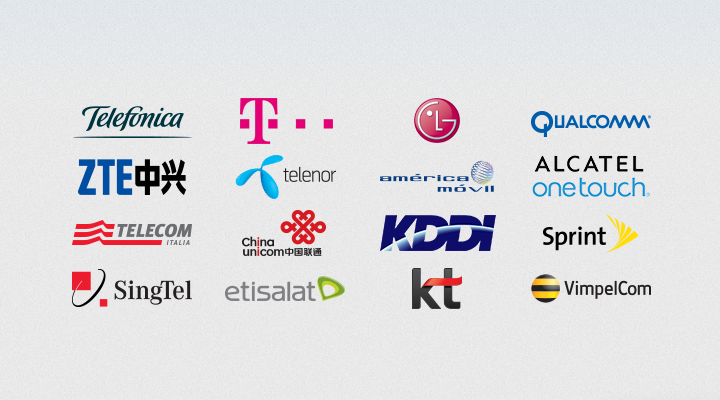 Telefónica
T
LG
QUALCOMM®
ZTE中兴
telenor
américa
móvil
ALCATEL
onetouch®
TELECOM
ITALIA
China
unicom中国联通
KDDI
Sprint
SingTel
etisalat
kt
VimpelCom